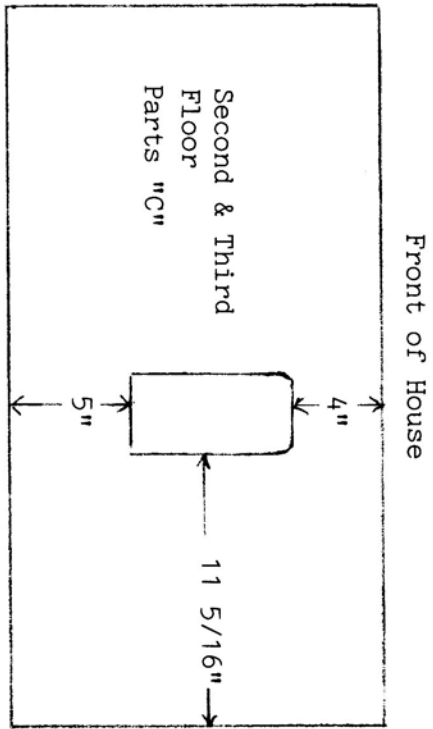 Front of House
4"
Second & Third
Floor
Parts "C"
5"
11 5/16"